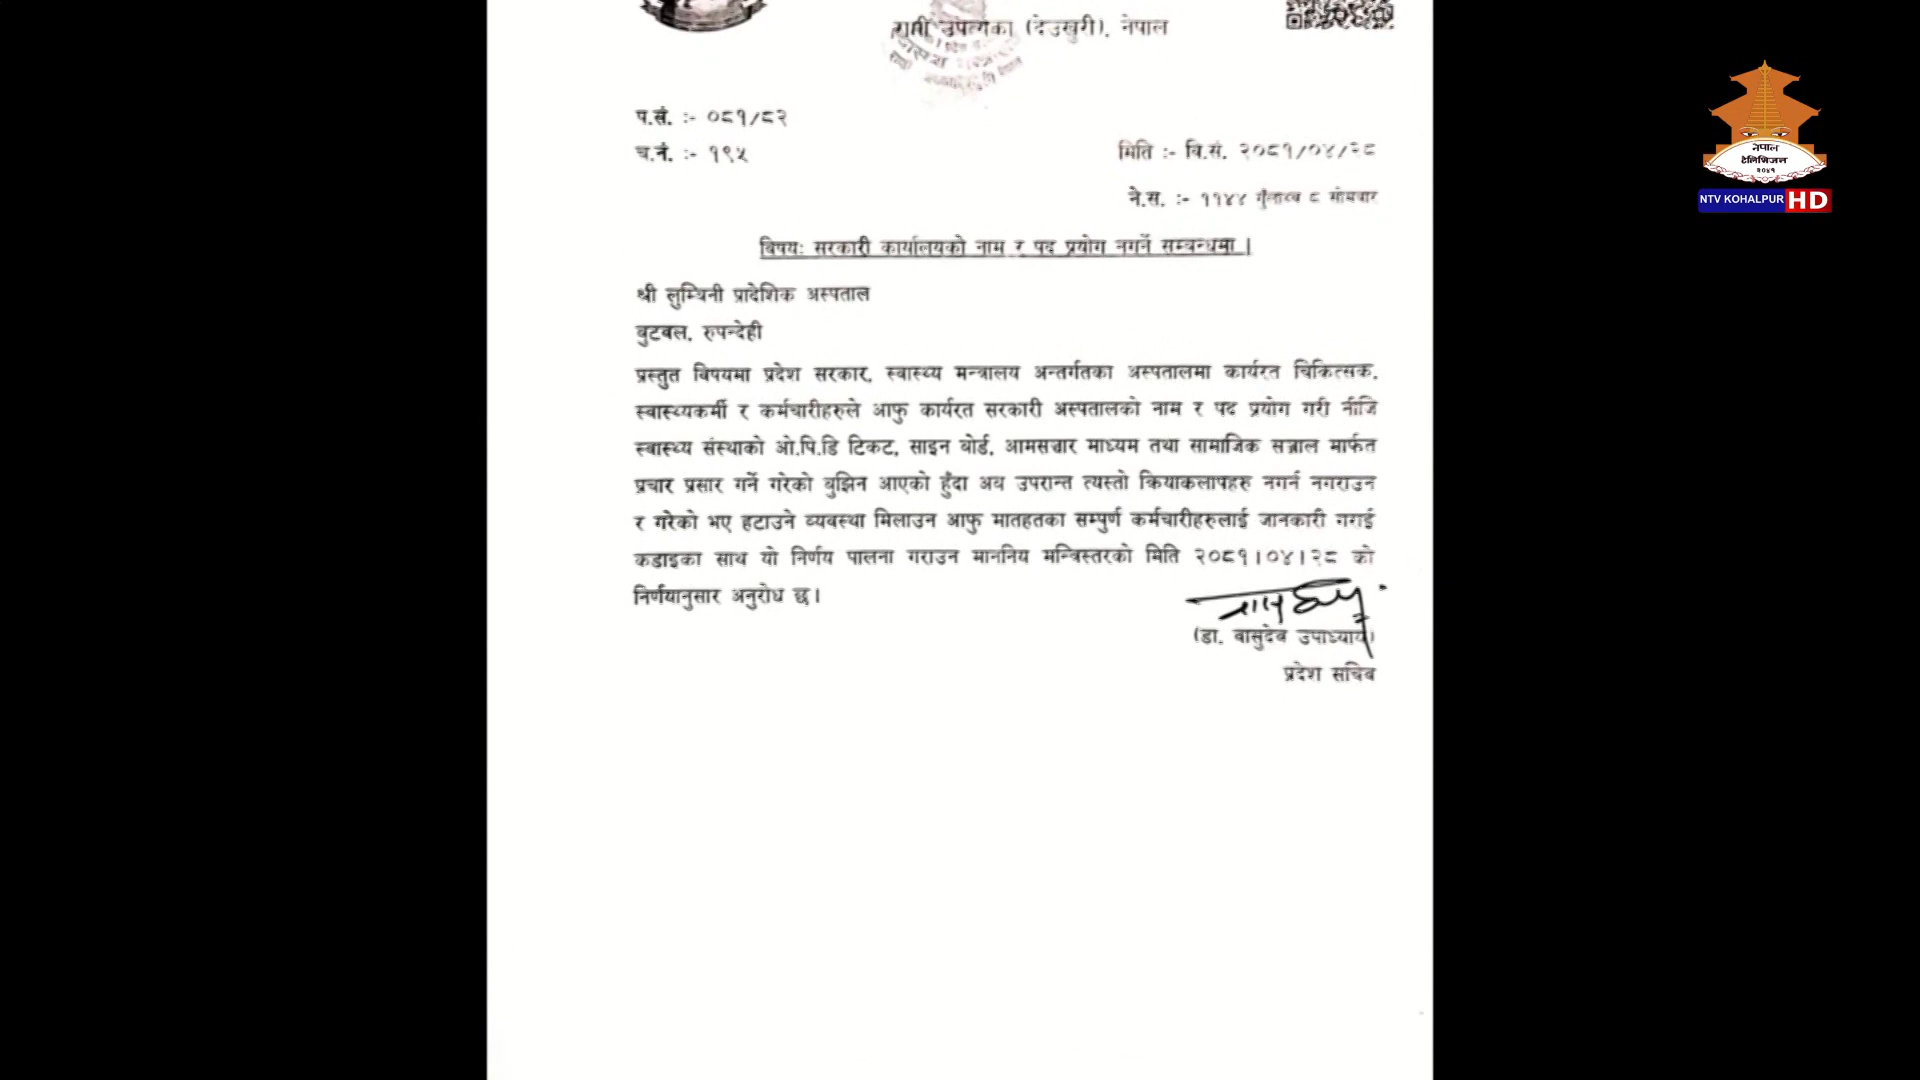 राप्ती उपत्यका (देउखुरी), नेपाल
प.सं. :- ०८१/८२
च.नं. :- १९५
मिति :- वि.सं. २०८१/०४/२८
ने.स. :- ११४४ गुँलाथ्व ८ सोमवार
विषय: सरकारी कार्यालयको नाम र पद प्रयोग नगर्ने सम्बन्धमा |
श्री लुम्बिनी प्रादेशिक अस्पताल
बुटवल, रुपन्देही
प्रस्तुत विषयमा प्रदेश सरकार, स्वास्थ्य मन्त्रालय अन्तर्गतका अस्पतालमा कार्यरत चिकित्सक,
स्वास्थ्यकर्मी र कर्मचारीहरुले आफु कार्यरत सरकारी अस्पतालको नाम र पद प्रयोग गरी नीजि
स्वास्थ्य संस्थाको ओ.पि.डि टिकट, साइन बोर्ड, आमसञ्चार माध्यम तथा सामाजिक सञ्जाल मार्फत
प्रचार प्रसार गर्ने गरेको बुझिन आएको हुँदा अब उपरान्त त्यस्तो क्रियाकलापहरु नगर्न नगराउन
र गरेको भए हटाउने व्यवस्था मिलाउन आफु मातहतका सम्पुर्ण कर्मचारीहरुलाई जानकारी गराई
कडाइका साथ यो निर्णय पालना गराउन माननिय मन्त्रिस्तरको मिति २०८१।०४।२८ को
निर्णयानुसार अनुरोध छ।
(डा. वासुदेव उपाध्याय)
प्रदेश सचिव
नेपाल
टेलिभिजन
२०४१
NTV KOHALPUR HD